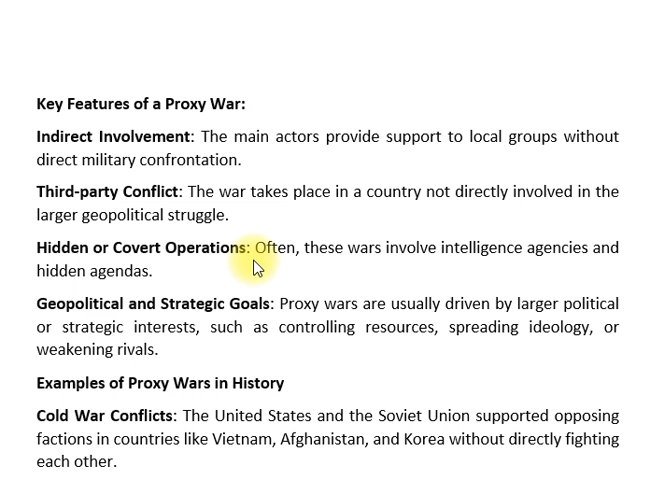 Key Features of a Proxy War:
Indirect Involvement: The main actors provide support to local groups without
direct military confrontation.
Third-party Conflict: The war takes place in a country not directly involved in the
larger geopolitical struggle.
Hidden or Covert Operations: Often, these wars involve intelligence agencies and
hidden agendas.
Geopolitical and Strategic Goals: Proxy wars are usually driven by larger political
or strategic interests, such as controlling resources, spreading ideology, or
weakening rivals.
Examples of Proxy Wars in History
Cold War Conflicts: The United States and the Soviet Union supported opposing
factions in countries like Vietnam, Afghanistan, and Korea without directly fighting
each other.